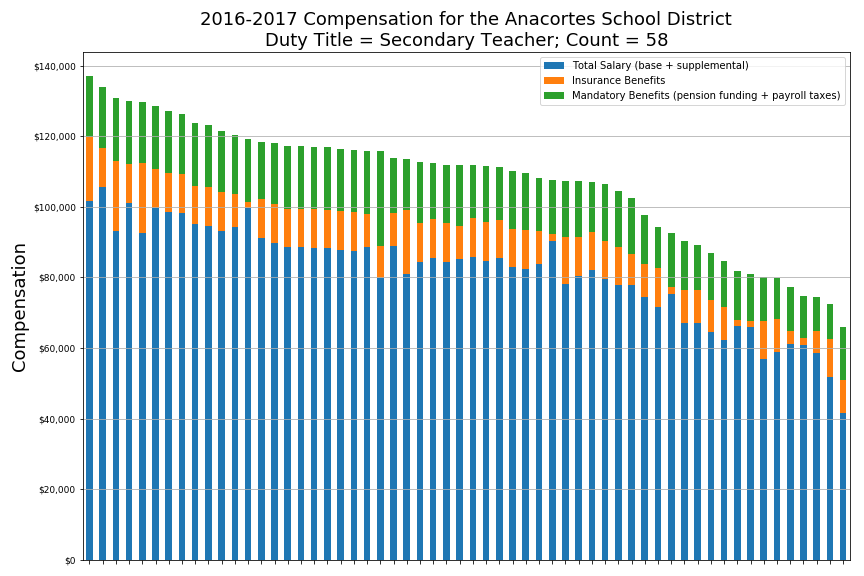 2016-2017 Compensation for the Anacortes School District
Duty Title = Secondary Teacher; Count = 58
Total Salary (base + supplemental)
Insurance Benefits
Mandatory Benefits (pension funding + payroll taxes)
Compensation
$140,000
$120,000
$100,000
$80,000
$60,000
$40,000
$20,000
$0